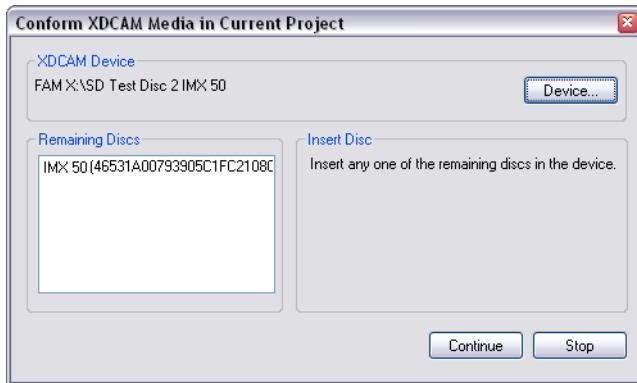 Conform XDCAM Media in Current Project
XDCAM Device
FAM X:\SD Test Disc 2 IMX 50
Device...
Remaining Discs
IMX 50 (46531A00793905C1FC2108C
Insert Disc
Insert any one of the remaining discs in the device.
Continue
Stop